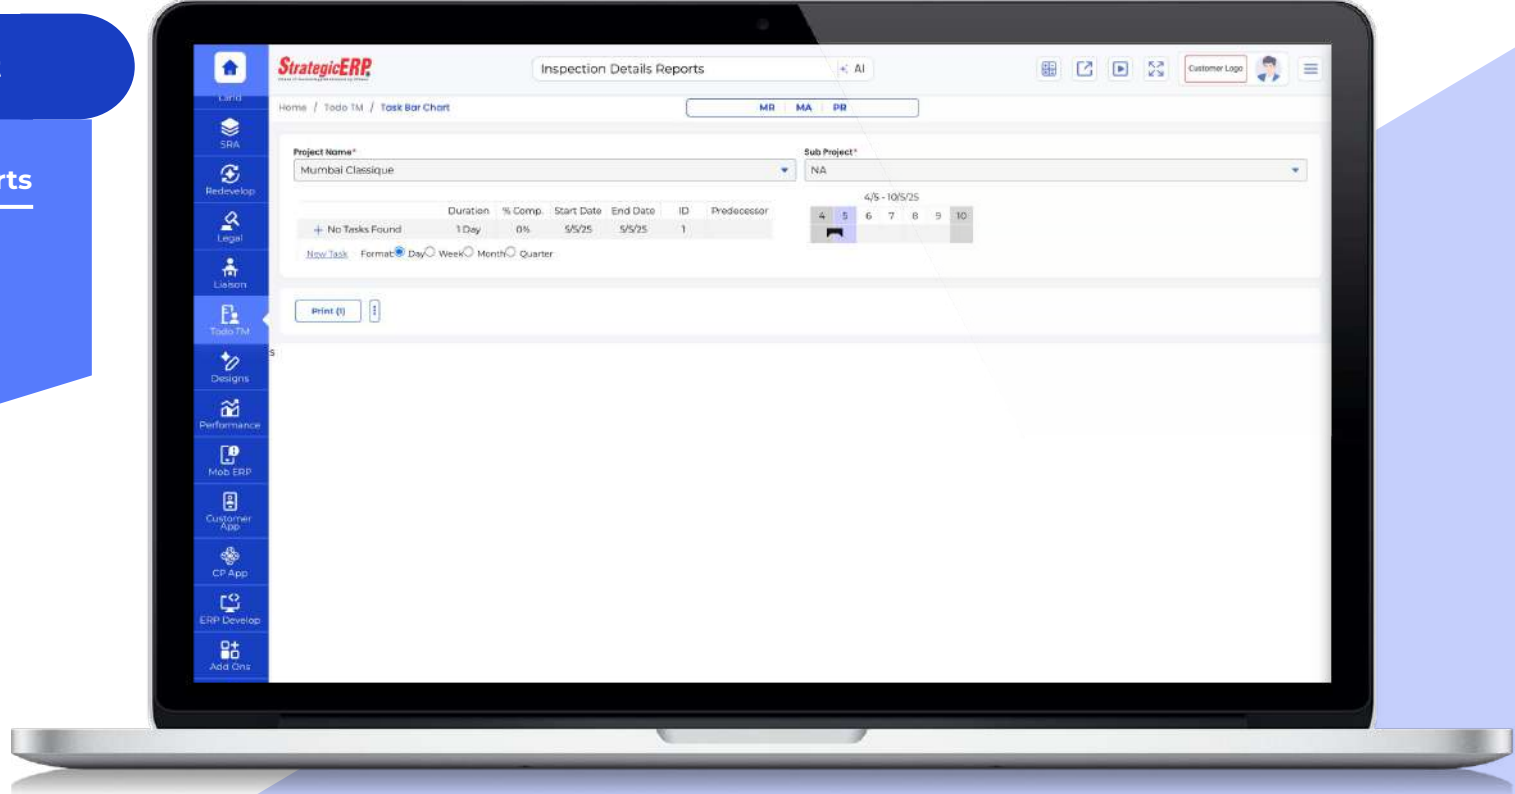 rts
Land
SRA
Redevelop
Legal
Liaison
Todo TM
Designs
Performance
Mob ERP
Customer
App
CP App
ERP Develop
Add Ons
StrategicERP
Inspection Details Reports
AI
Customer Logo
Home / Todo TM / Task Bar Chart
MR MA PR
Project Name*
Mumbai Classique
Sub Project*
NA
Duration % Comp. Start Date End Date ID Predecessor
+ No Tasks Found 1 Day 0% 5/5/25 5/5/25 1
New Task Format: Day Week Month Quarter
4/5 - 10/5/25
4 5 6 7 8 9 10
Print (1)
s